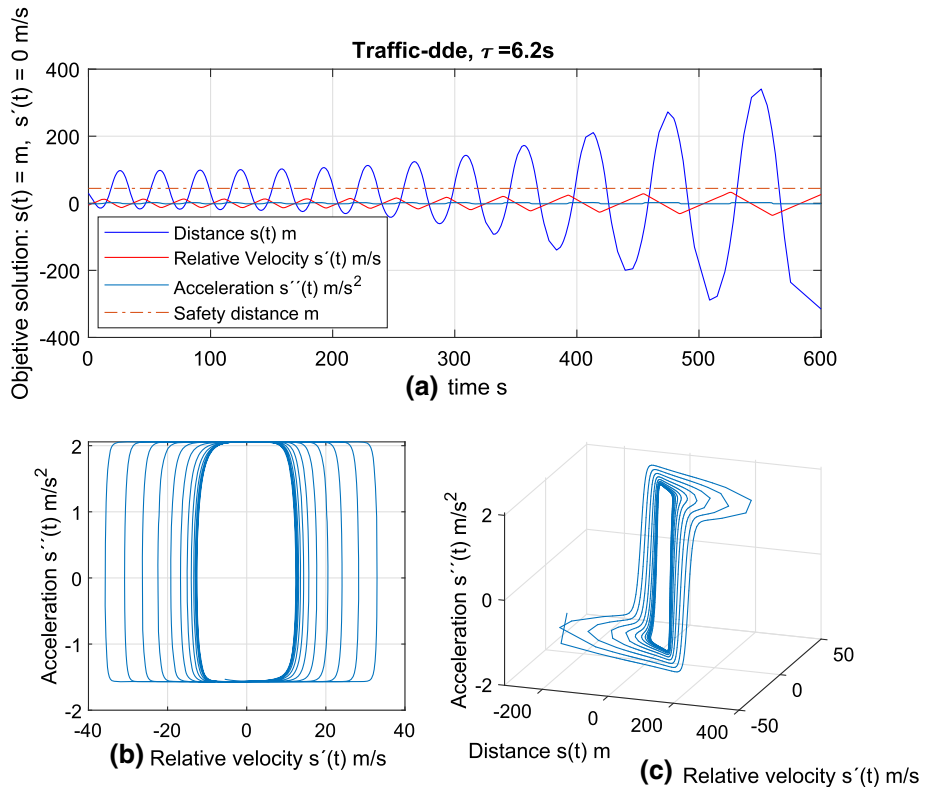 Traffic-dde, τ =6.2s
Objetive solution: s(t) = m,   s´(t) = 0 m/s
400
200
0
-200
-400
Distance s(t) m
Relative Velocity s´(t) m/s
Acceleration s´´(t) m/s²
Safety distance m
0 100 200 300 400 500 600
(a) time s
Acceleration s´´(t) m/s²
2
1
0
-1
-2
-40 -20 0 20 40
(b) Relative velocity s´(t) m/s
Acceleration s´´(t) m/s²
2
0
-2
-200 0 200 400
-50 0 50
Distance s(t) m
(c) Relative velocity s´(t) m/s